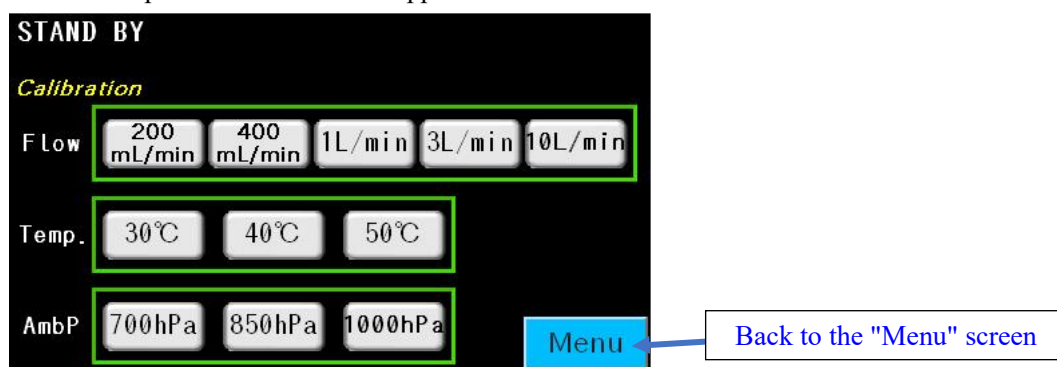 STAND BY
Calibration
Flow 200 mL/min 400 mL/min 1L/min 3L/min 10L/min
Temp. 30℃ 40℃ 50℃
AmbP 700hPa 850hPa 1000hPa
Menu Back to the "Menu" screen